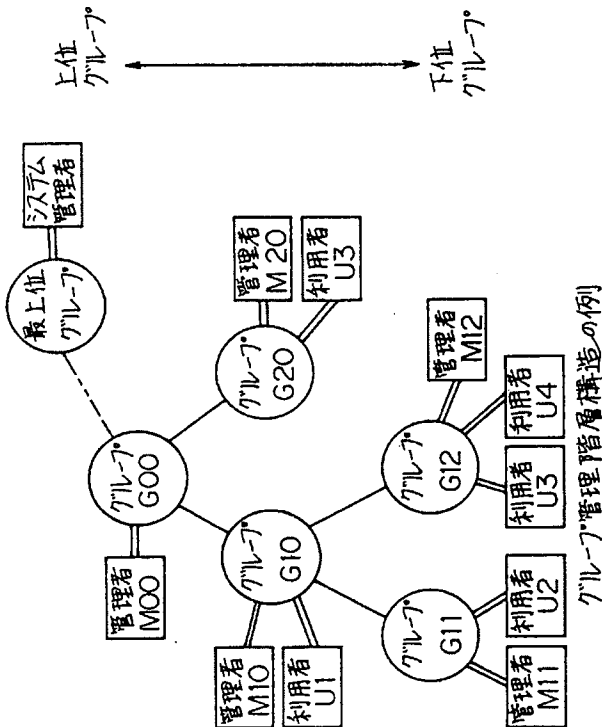 上位
グループ
下位
グループ
最上位
グループ
システム
管理者
グループ
G00
管理者
M00
グループ
G20
管理者
M20
利用者
U3
グループ
G10
管理者
M10
利用者
U1
グループ
G11
管理者
M11
利用者
U2
グループ
G12
管理者
M12
利用者
U3
利用者
U4
グループ管理階層構造の例